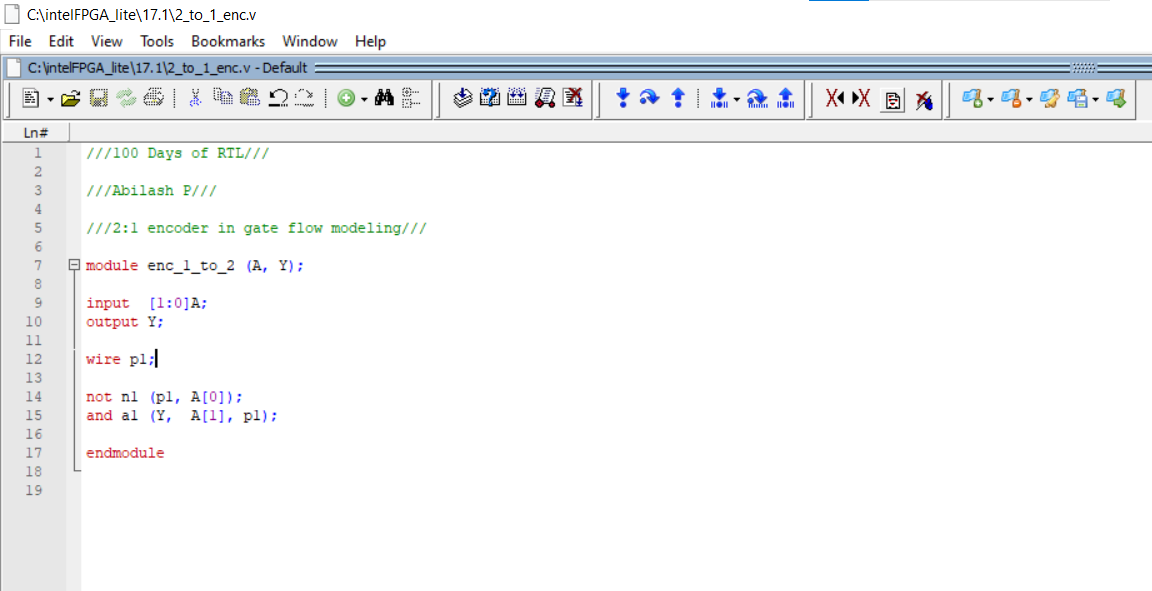 C:\intelFPGA_lite\17.1\2_to_1_enc.v
File Edit View Tools Bookmarks Window Help
C:\intelFPGA_lite\17.1\2_to_1_enc.v - Default
Ln#
1 ///100 Days of RTL///
2
3 ///Abilash P///
4
5 ///2:1 encoder in gate flow modeling///
6
7 module enc_1_to_2 (A, Y);
8
9 input  [1:0]A;
10 output Y;
11
12 wire p1;
13
14 not n1 (p1, A[0]);
15 and a1 (Y,  A[1], p1);
16
17 endmodule
18
19